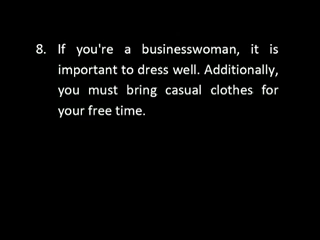 8. If you're a businesswoman, it is
important to dress well. Additionally,
you must bring casual clothes for
your free time.